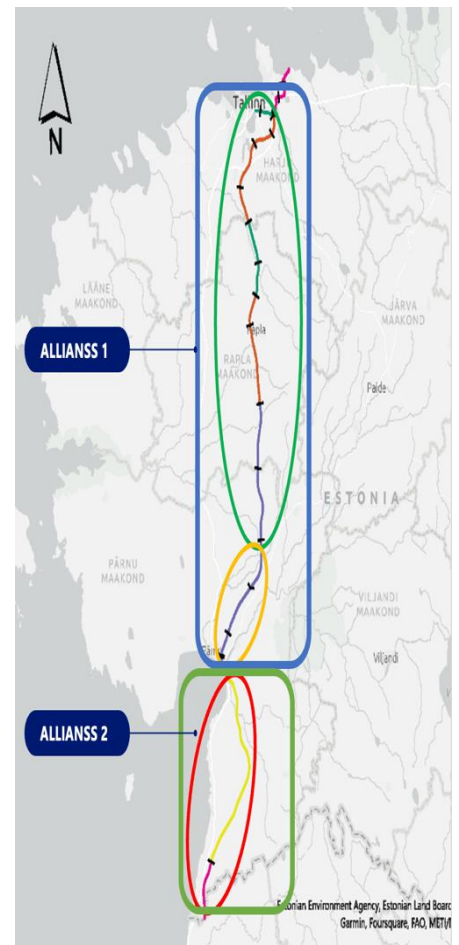 N
Tallinn
HARJU
MAAKOND
LÄÄNE
MAAKOND
JÄRVA
MAAKOND
ALLIANSS 1
Rapla
RAPLA
MAAKOND
Paide
ESTONIA
PÄRNU
MAAKOND
VILJANDI
MAAKOND
Viljandi
ALLIANSS 2
Estonian Environment Agency, Estonian Land Board
Garmin, Foursquare, FAO, METI/